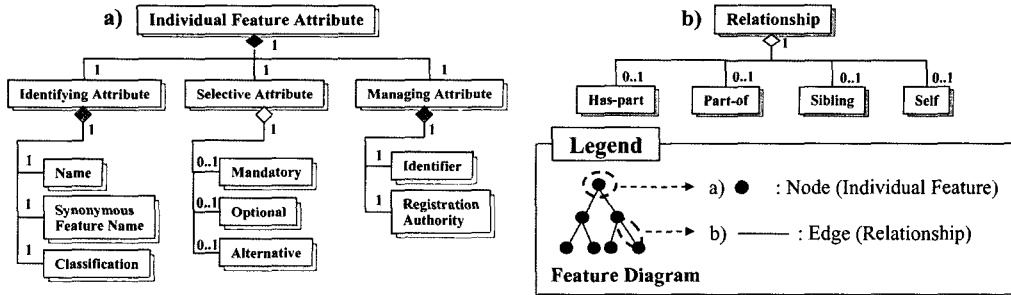 a)
Individual Feature Attribute
1
1
1
1
Identifying Attribute
Selective Attribute
Managing Attribute
1
1
1
1
Name
1
Synonymous
Feature Name
1
Classification
0..1
Mandatory
0..1
Optional
0..1
Alternative
1
Identifier
1
Registration
Authority
b)
Relationship
1
0..1
0..1
0..1
0..1
Has-part
Part-of
Sibling
Self
Legend
a)
: Node (Individual Feature)
b)
: Edge (Relationship)
Feature Diagram